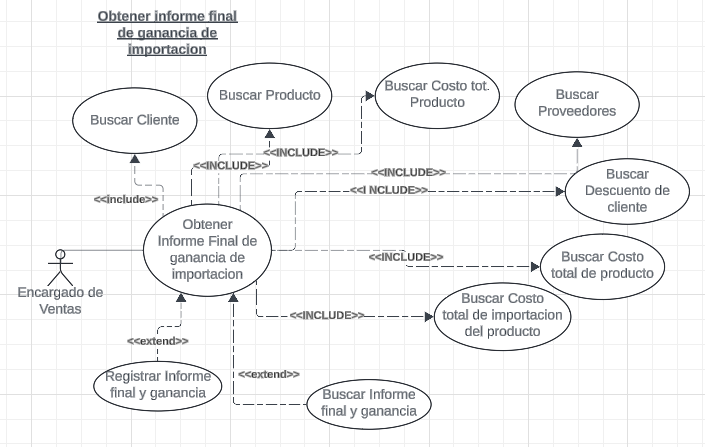 Obtener informe final
de ganancia de
importacion
Buscar Cliente
Buscar Producto
Buscar Costo tot.
Producto
Buscar
Proveedores
<<INCLUDE>>
<<INCLUDE>>
<<INCLUDE>>
<<I NCLUDE>>
<<include>>
Buscar
Descuento de
cliente
Obtener
Informe Final de
ganancia de
importacion
<<INCLUDE>>
Buscar Costo
total de producto
Encargado de
Ventas
<<INCLUDE>>
Buscar Costo
total de importacion
del producto
<<extend>>
<<extend>>
Registrar Informe
final y ganancia
Buscar Informe
final y ganancia